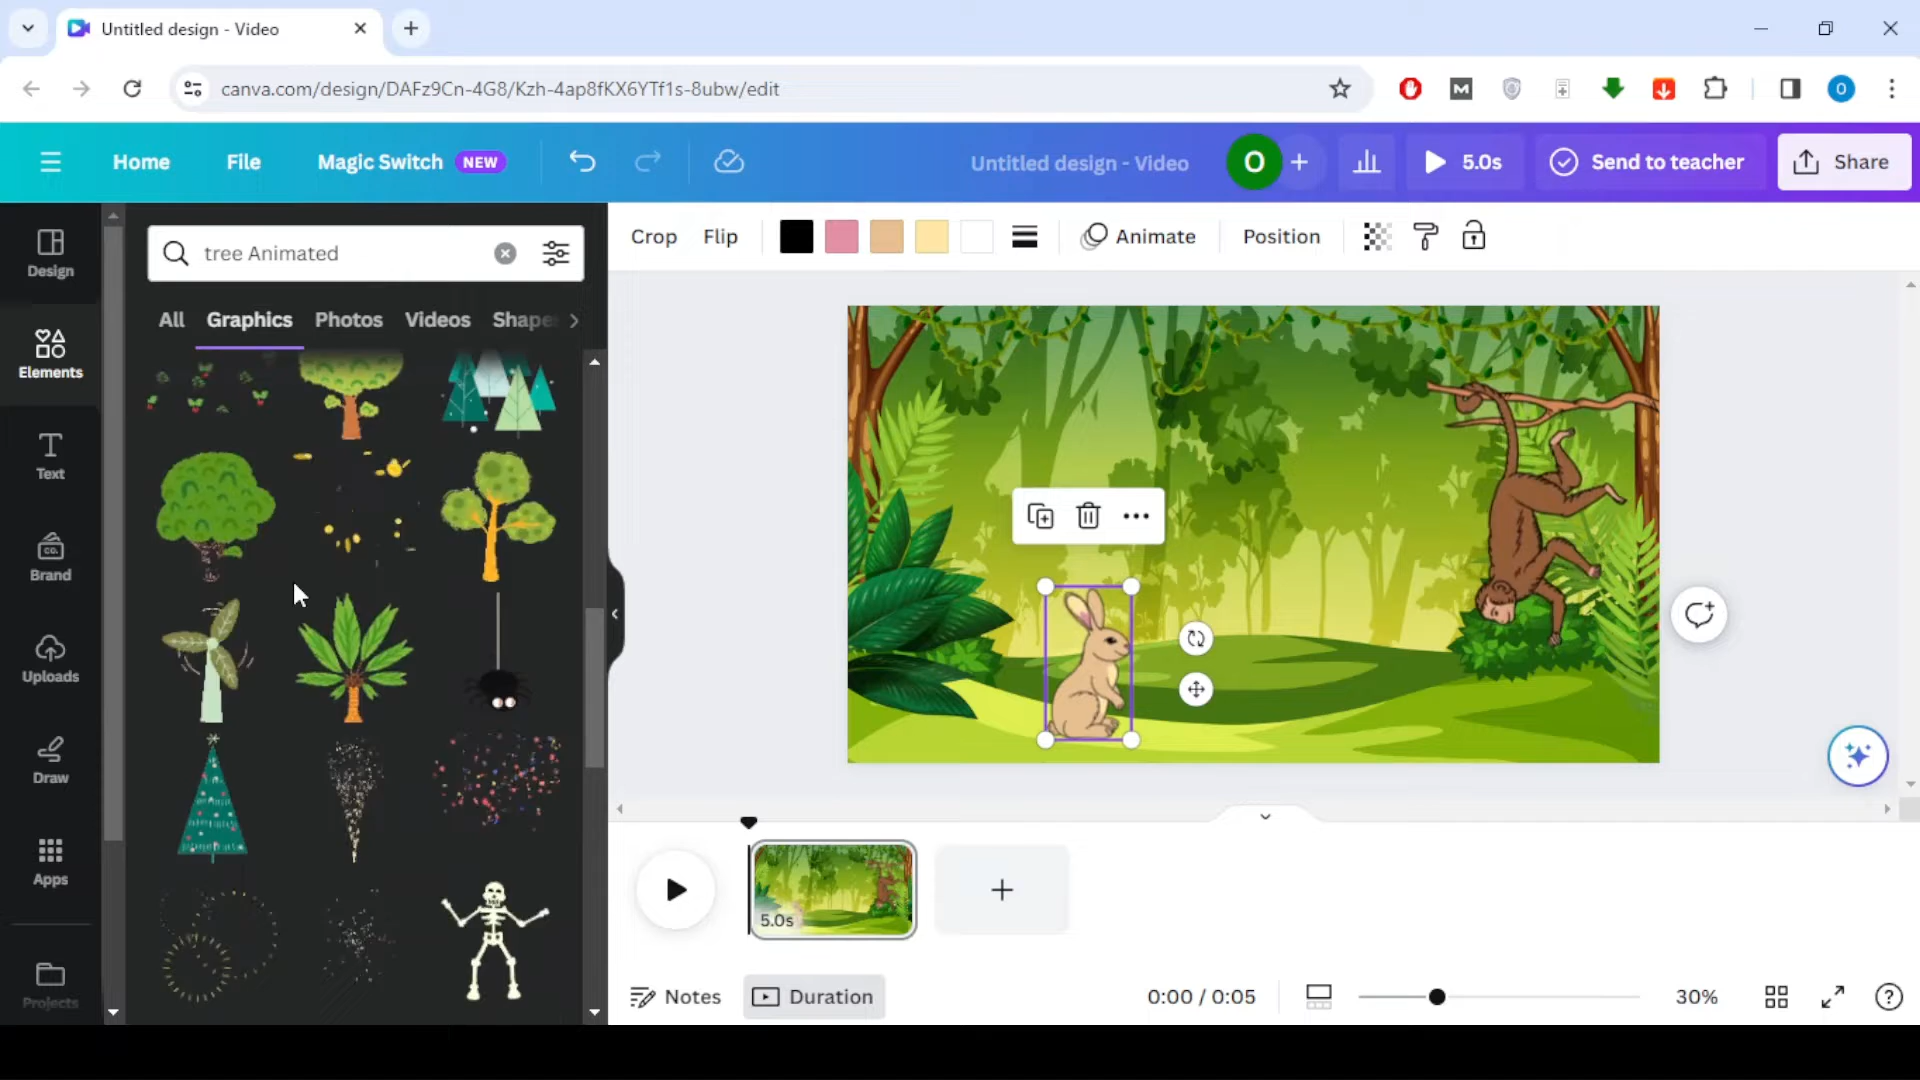 Untitled design - Video
canva.com/design/DAFz9Cn-4G8/Kzh-4ap8fKX6YTf1s-8ubw/edit
M
O
Home
File
Magic Switch NEW
Untitled design - Video
O
5.0s
Send to teacher
Share
Design
Elements
Text
CO.
Brand
Uploads
Draw
Apps
Projects
tree Animated
All
Graphics
Photos
Videos
Shape
Crop
Flip
Animate
Position
5.0s
Notes
Duration
0:00 / 0:05
30%